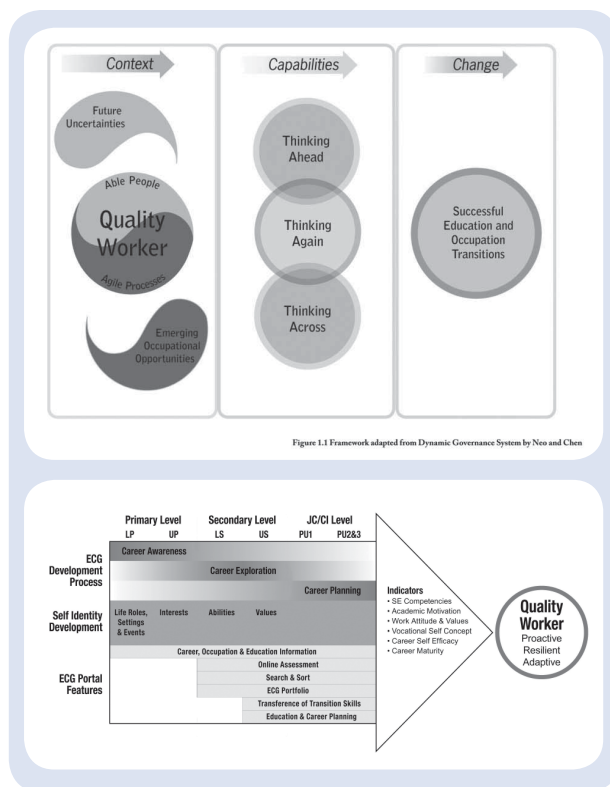 Context
Capabilities
Change
Future
Uncertainties
Able People
Quality
Worker
Agile Processes
Emerging
Occupational
Opportunities
Thinking
Ahead
Thinking
Again
Thinking
Across
Successful
Education and
Occupation
Transitions
Figure 1.1 Framework adapted from Dynamic Governance System by Neo and Chen
Primary Level Secondary Level JC/CI Level
LP UP LS US PU1 PU2&3
ECG
Development
Process
Career Awareness
Career Exploration
Career Planning
Self Identity
Development
Life Roles,
Settings
& Events
Interests
Abilities
Values
ECG Portal
Features
Career, Occupation & Education Information
Online Assessment
Search & Sort
ECG Portfolio
Transference of Transition Skills
Education & Career Planning
Indicators
• SE Competencies
• Academic Motivation
• Work Attitude & Values
• Vocational Self Concept
• Career Self Efficacy
• Career Maturity
Quality
Worker
Proactive
Resilient
Adaptive